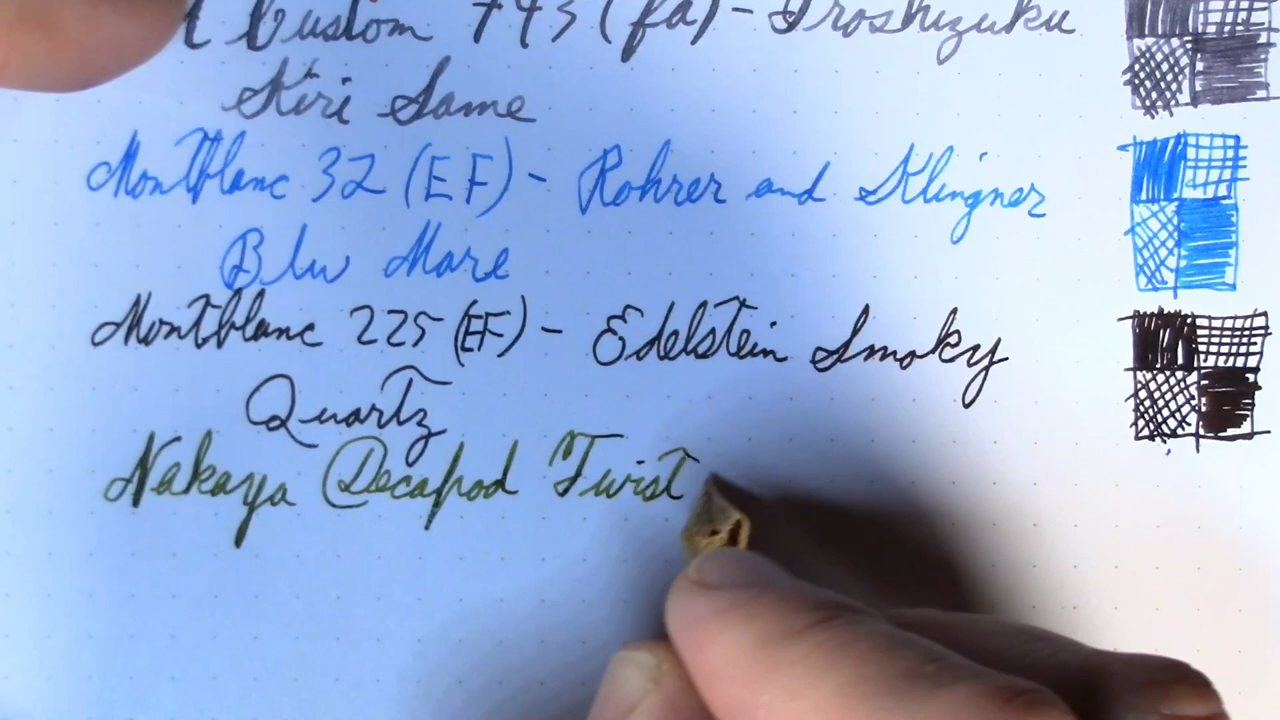 Custom 743 (fa) - Iroshizuku
Kiri Same
Montblanc 32 (EF) - Rohrer and Klingner
Blu Mare
Montblanc 225 (EF) - Edelstein Smoky
Quartz
Nakaya Decapod Twist